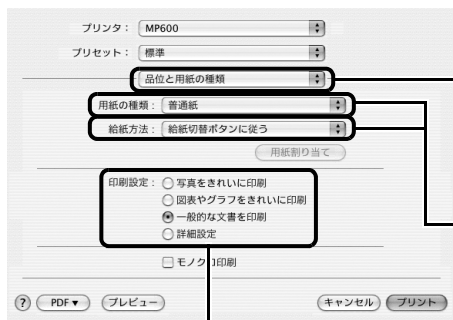 プリンタ： MP600
プリセット： 標準
品位と用紙の種類
用紙の種類： 普通紙
給紙方法： 給紙切替ボタンに従う
用紙割り当て
印刷設定： 写真をきれいに印刷
図表やグラフをきれいに印刷
一般的な文書を印刷
詳細設定
モノクロ印刷
? PDF▼ プレビュー キャンセル プリント